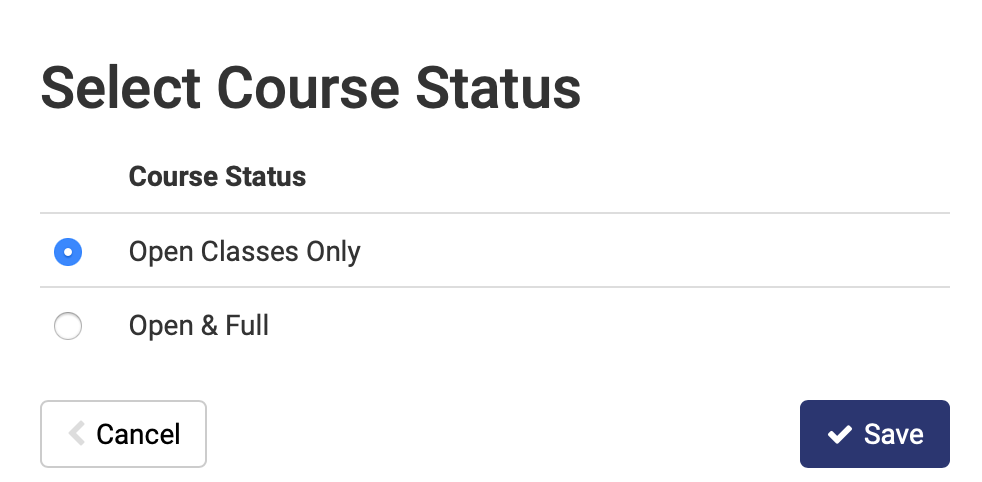 Select Course Status
Course Status
Open Classes Only
Open & Full
Cancel
Save